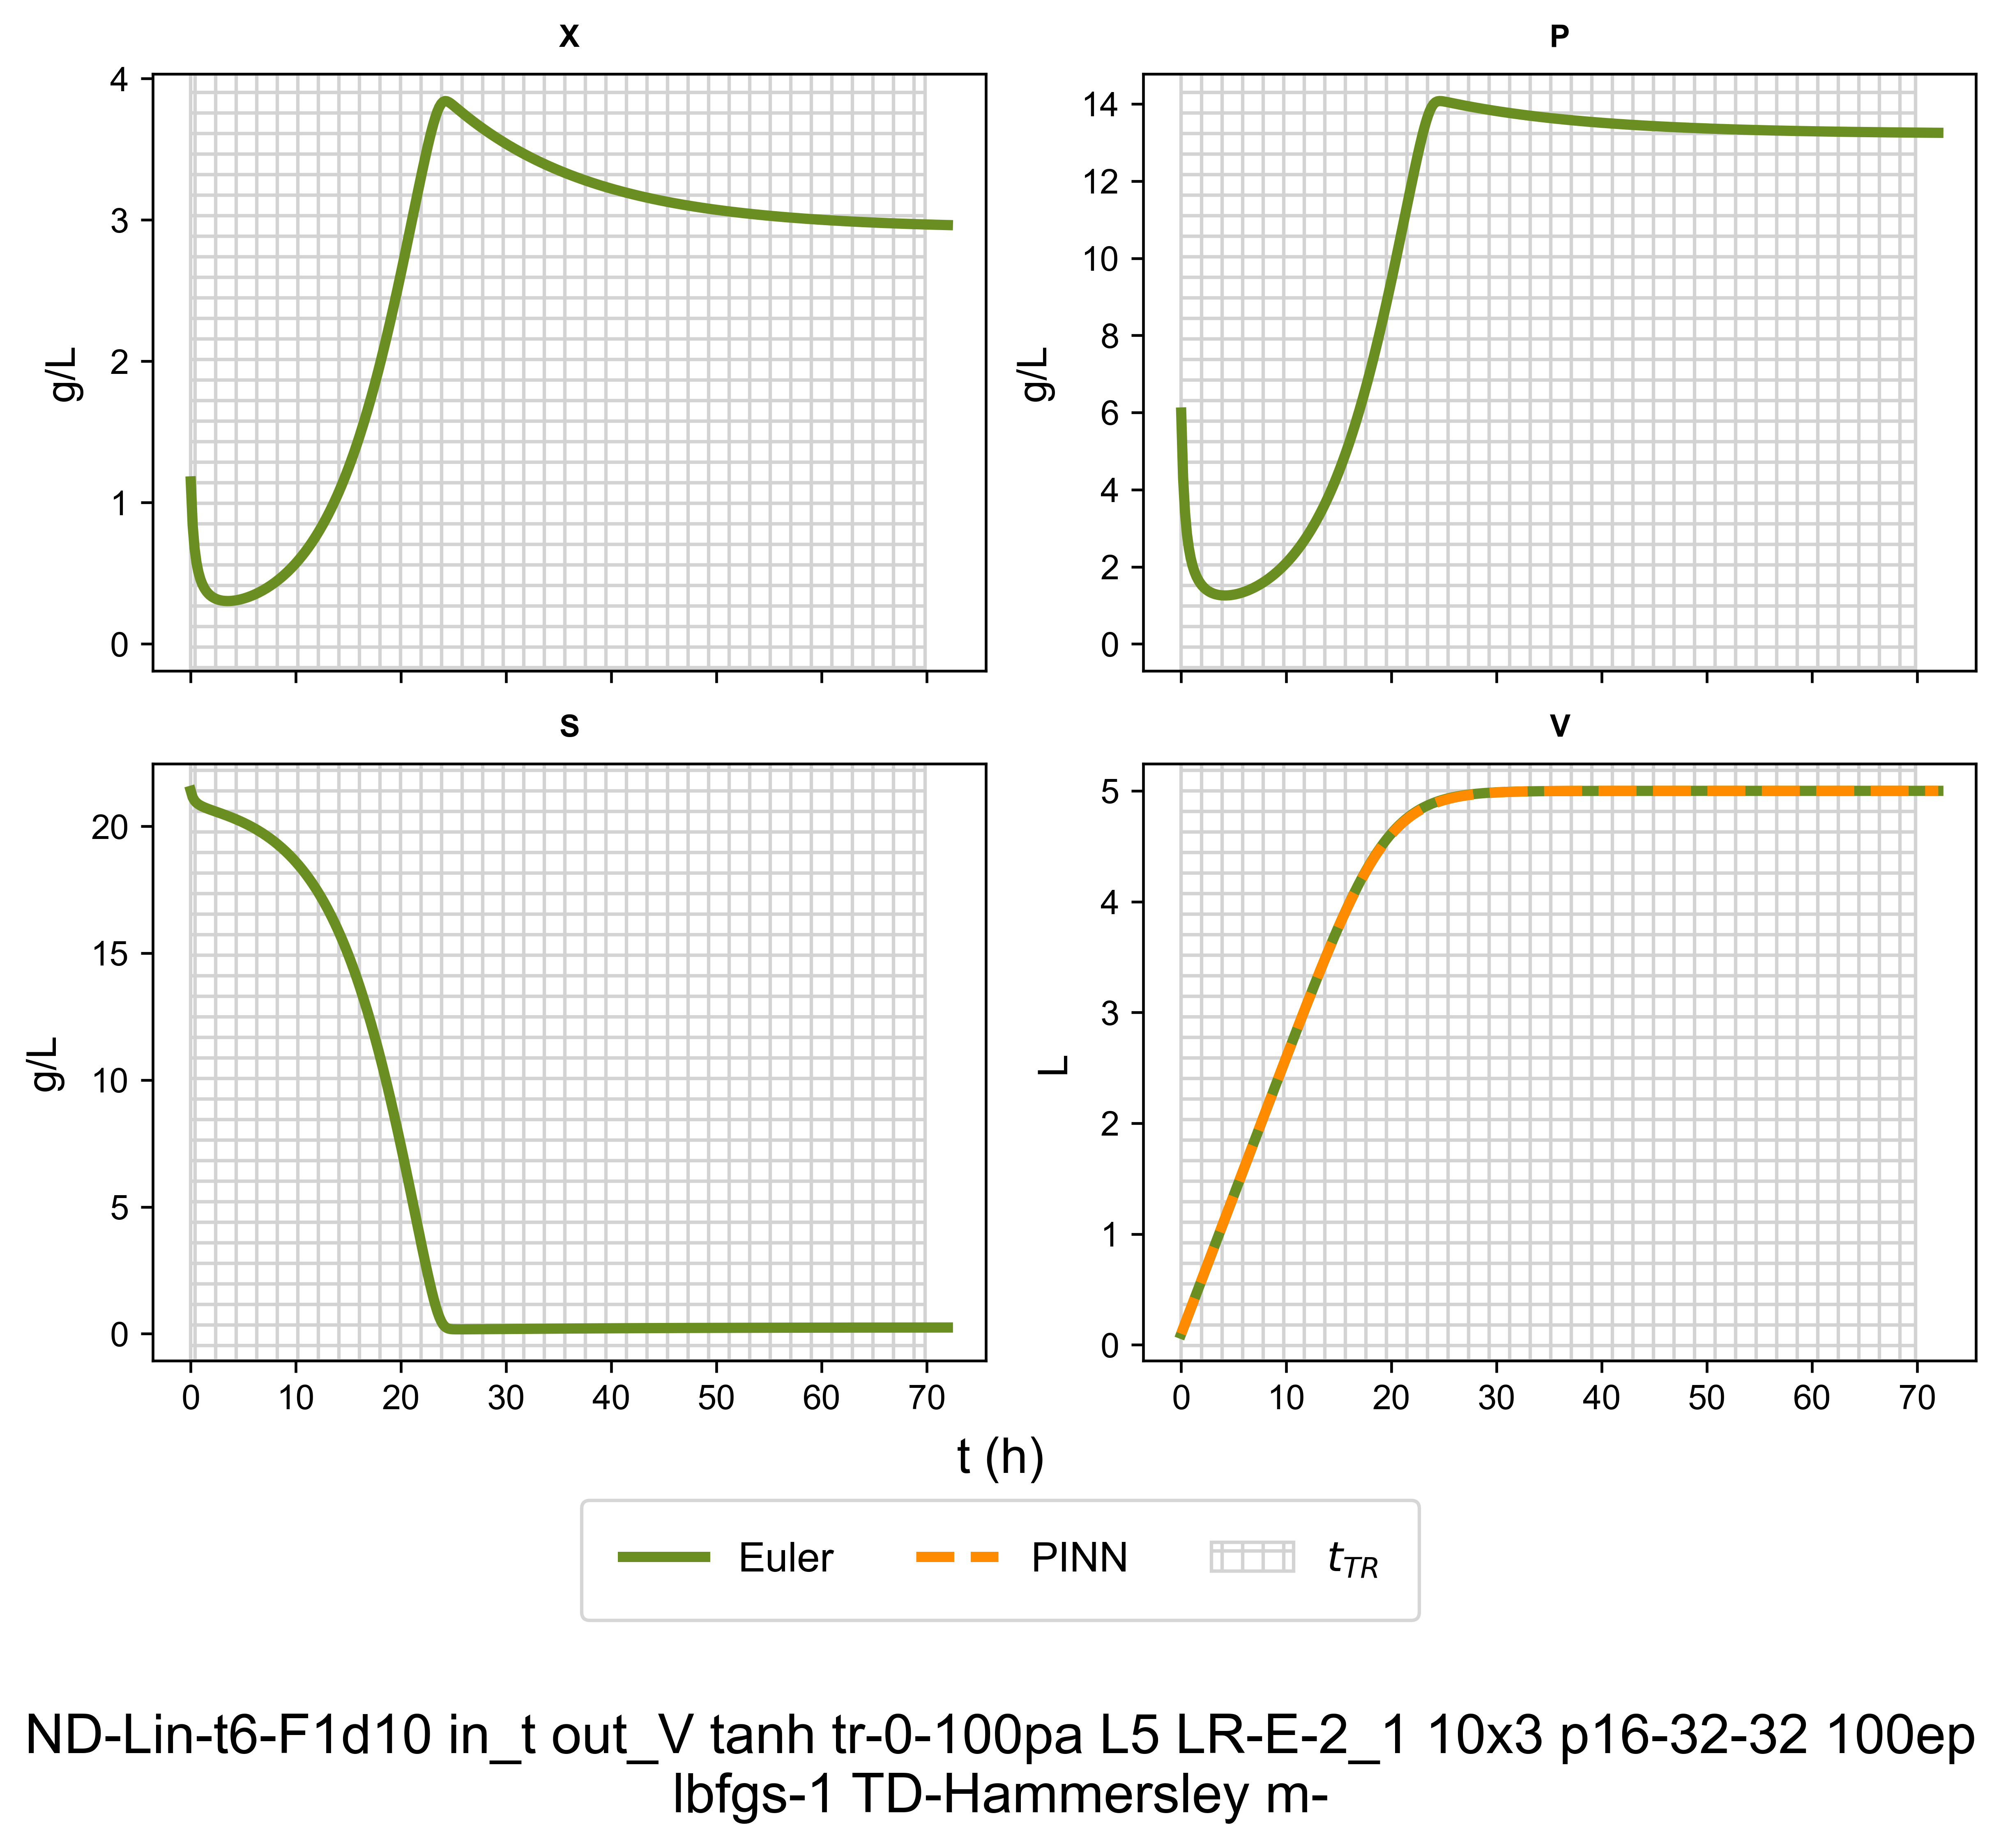 X
4
3
2
1
0
g/L
P
14
12
10
8
6
4
2
0
g/L
S
20
15
10
5
0
g/L
0 10 20 30 40 50 60 70
V
5
4
3
2
1
0
L
0 10 20 30 40 50 60 70
t (h)
Euler PINN t_TR
ND-Lin-t6-F1d10 in_t out_V tanh tr-0-100pa L5 LR-E-2_1 10x3 p16-32-32 100ep
lbfgs-1 TD-Hammersley m-